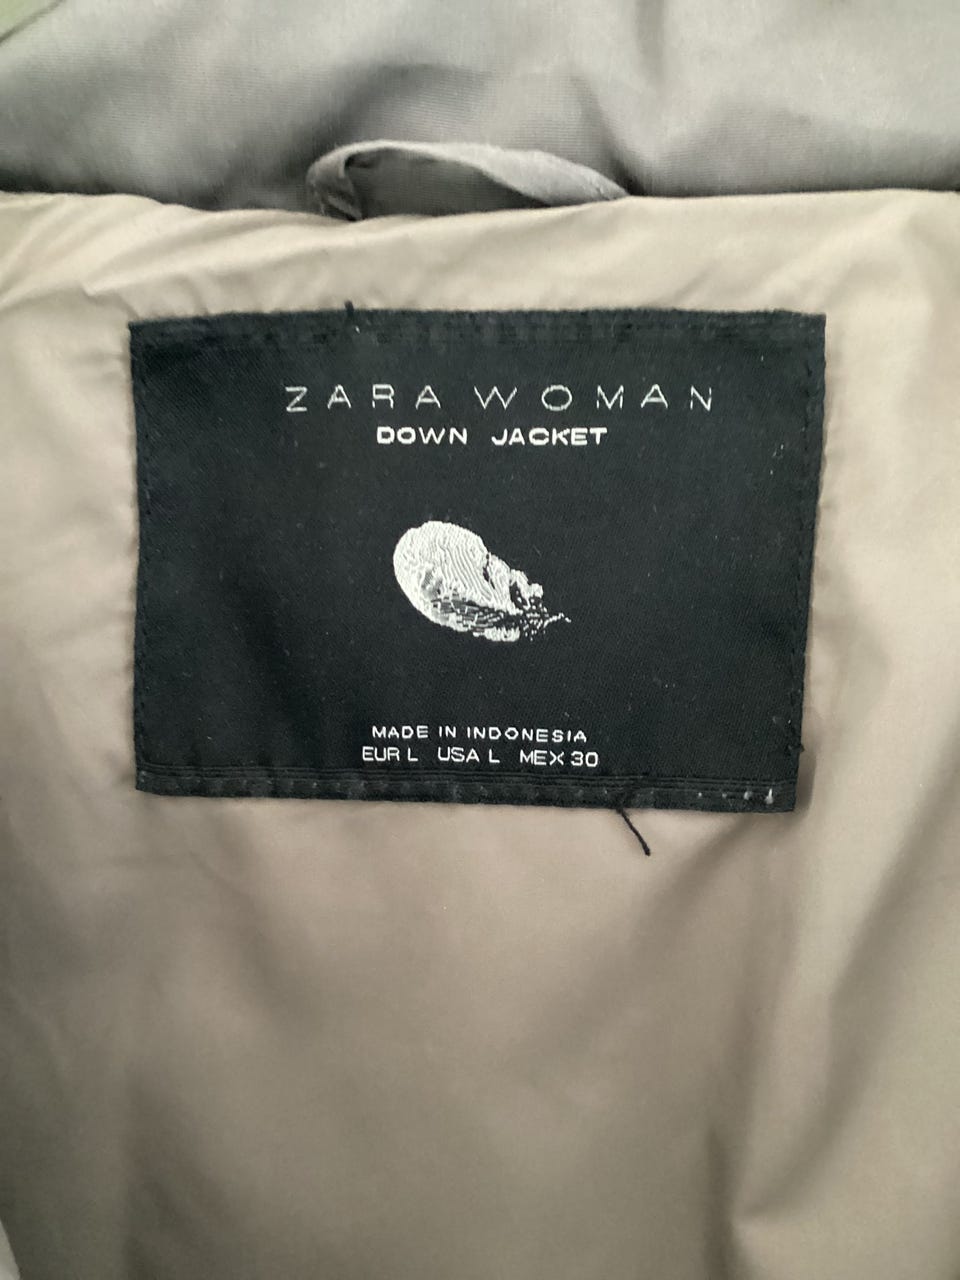 ZARA WOMAN
DOWN JACKET
MADE IN INDONESIA
EUR L USA L MEX 30